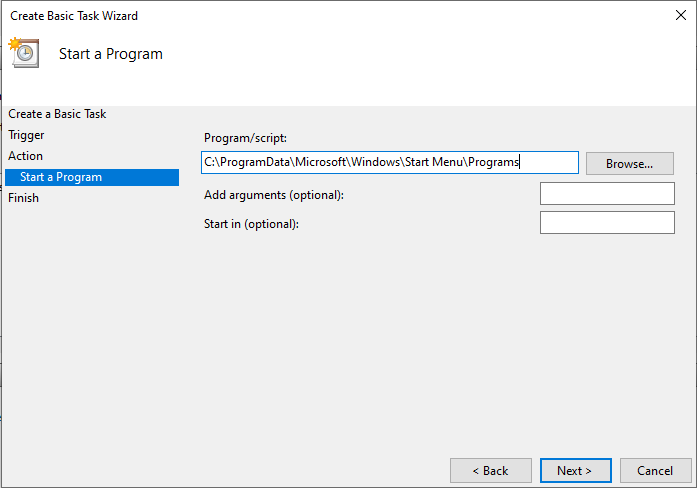 Create Basic Task Wizard
Start a Program
Create a Basic Task
Trigger
Action
Start a Program
Finish
Program/script:
C:\ProgramData\Microsoft\Windows\Start Menu\Programs
Browse...
Add arguments (optional):
Start in (optional):
< Back
Next >
Cancel